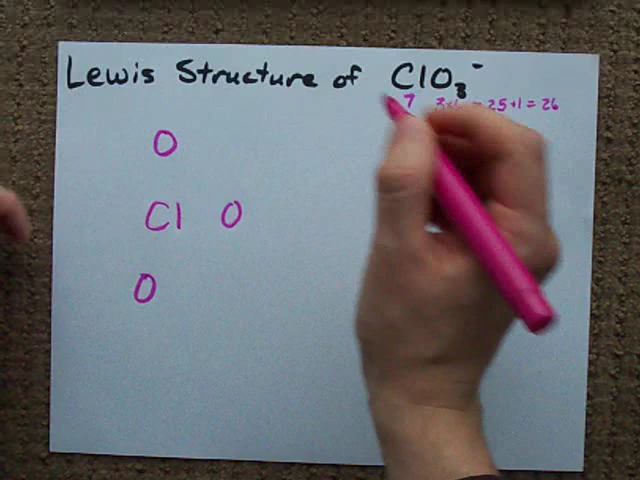 Lewis Structure of ClO₃⁻
7 = 25+1 = 26
O
Cl O
O